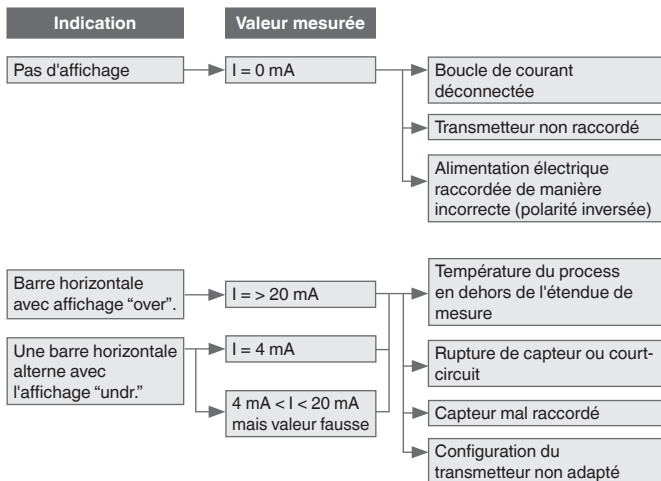 Indication
Valeur mesurée
Pas d'affichage
I = 0 mA
Boucle de courant
déconnectée
Transmetteur non raccordé
Alimentation électrique
raccordée de manière
incorrecte (polarité inversée)
Barre horizontale
avec affichage “over”.
I = > 20 mA
Une barre horizontale
alterne avec
l'affichage “undr.”
I = 4 mA
4 mA < I < 20 mA
mais valeur fausse
Température du process
en dehors de l'étendue de
mesure
Rupture de capteur ou court-
circuit
Capteur mal raccordé
Configuration du
transmetteur non adapté